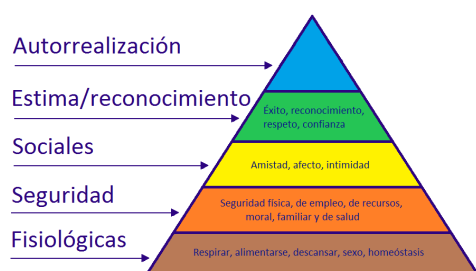 Autorrealización
Estima/reconocimiento
Éxito, reconocimiento,
respeto, confianza
Sociales
Amistad, afecto, intimidad
Seguridad
Seguridad física, de empleo, de recursos,
moral, familiar y de salud
Fisiológicas
Respirar, alimentarse, descansar, sexo, homeóstasis